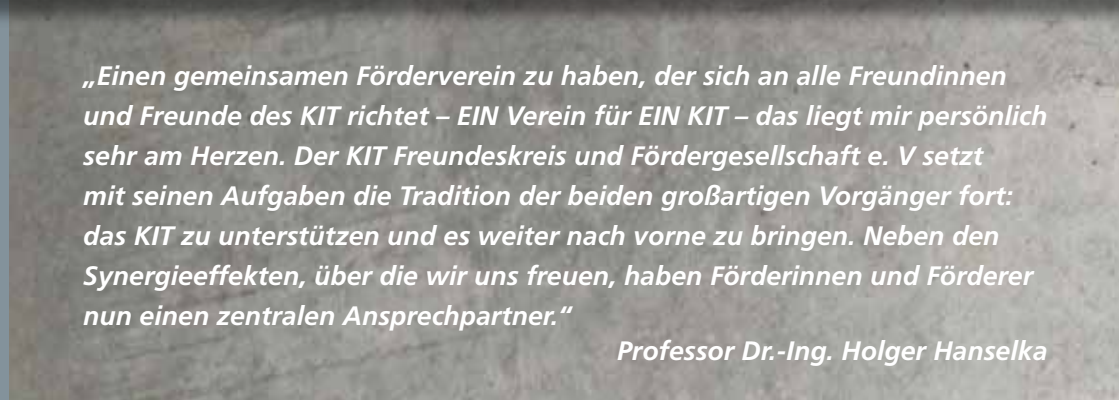 „Einen gemeinsamen Förderverein zu haben, der sich an alle Freundinnen
und Freunde des KIT richtet – EIN Verein für EIN KIT – das liegt mir persönlich
sehr am Herzen. Der KIT Freundeskreis und Fördergesellschaft e. V setzt
mit seinen Aufgaben die Tradition der beiden großartigen Vorgänger fort:
das KIT zu unterstützen und es weiter nach vorne zu bringen. Neben den
Synergieeffekten, über die wir uns freuen, haben Förderinnen und Förderer
nun einen zentralen Ansprechpartner.“
Professor Dr.-Ing. Holger Hanselka